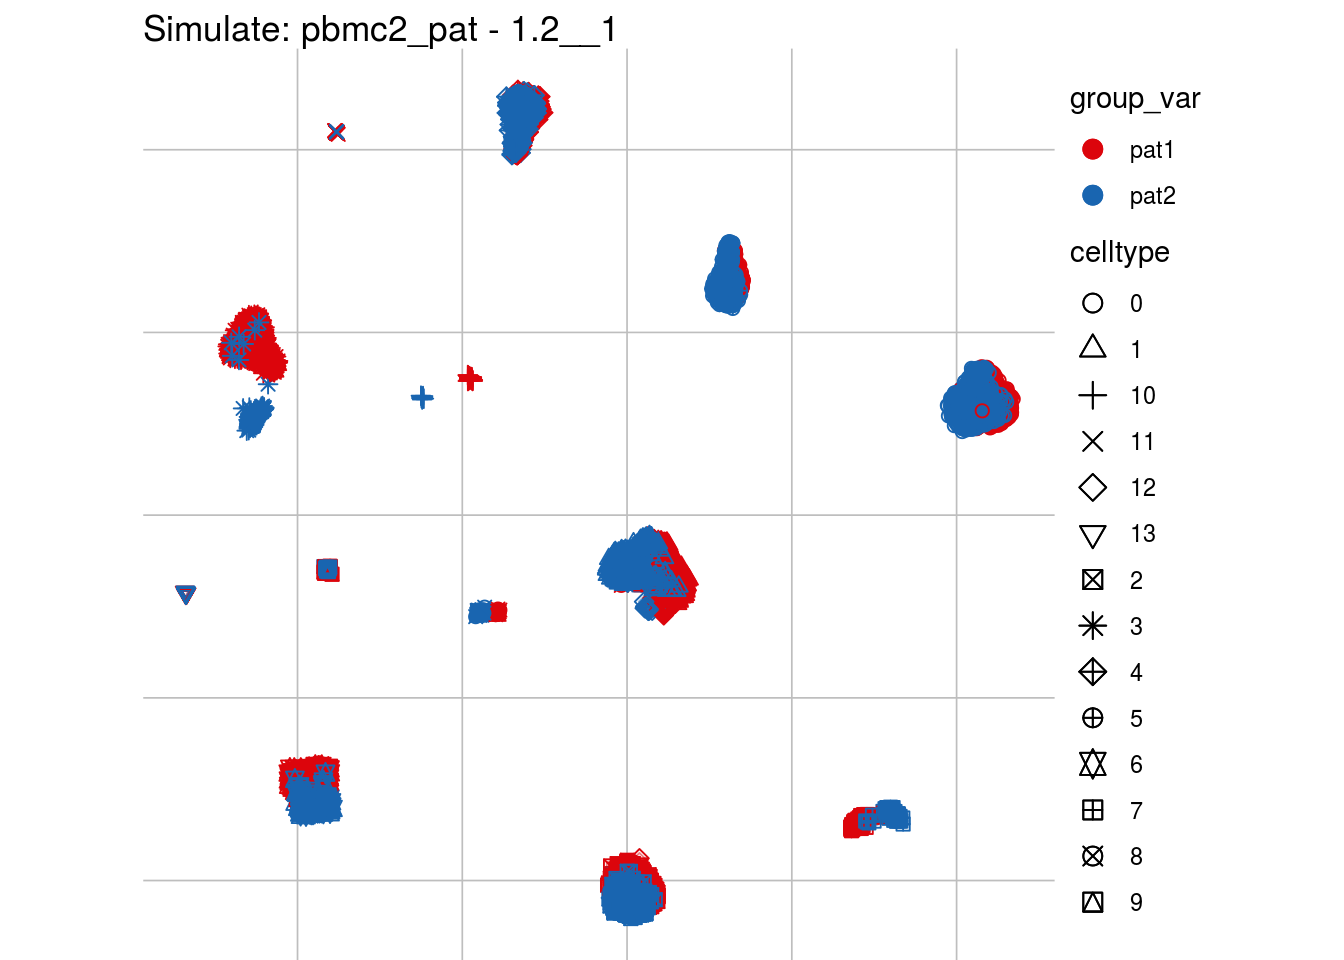 Simulate: pbmc2_pat - 1.2__1
group_var
pat1
pat2
celltype
0
1
10
11
12
13
2
3
4
5
6
7
8
9